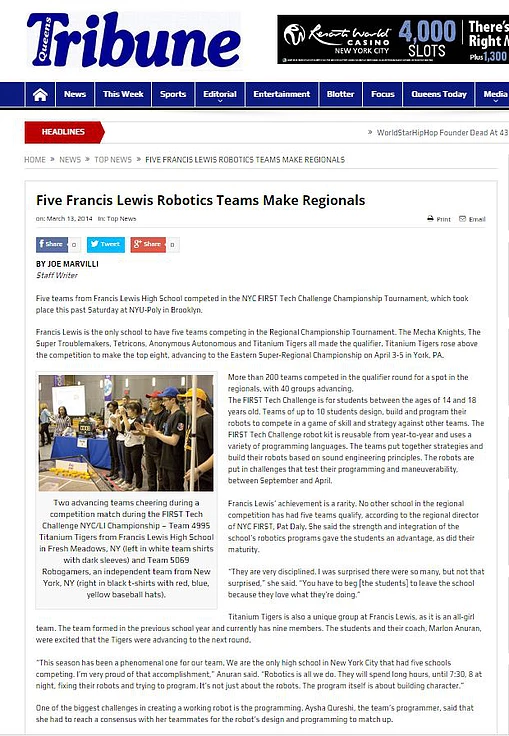 Queens
Tribune
Resorts World
CASINO
NEW YORK CITY
4,000
SLOTS
There's
Right
Plus 1,300
News
This Week
Sports
Editorial
Entertainment
Blotter
Focus
Queens Today
Media
HEADLINES
» WorldStarHipHop Founder Dead At 43
HOME » NEWS » TOP NEWS » FIVE FRANCIS LEWIS ROBOTICS TEAMS MAKE REGIONALS
Five Francis Lewis Robotics Teams Make Regionals
on: March 13, 2014 In: Top News
Print Email
Share 0 Tweet Share 0
BY JOE MARVILLI
Staff Writer
Five teams from Francis Lewis High School competed in the NYC FIRST Tech Challenge Championship Tournament, which took
place this past Saturday at NYU-Poly in Brooklyn.
Francis Lewis is the only school to have five teams competing in the Regional Championship Tournament. The Mecha Knights, The
Super Troublemakers, Tetricons, Anonymous Autonomous and Titanium Tigers all made the qualifier. Titanium Tigers rose above
the competition to make the top eight, advancing to the Eastern Super-Regional Championship on April 3-5 in York, PA.
More than 200 teams competed in the qualifier round for a spot in the
regionals, with 40 groups advancing.
The FIRST Tech Challenge is for students between the ages of 14 and 18
years old. Teams of up to 10 students design, build and program their
robots to compete in a game of skill and strategy against other teams. The
FIRST Tech Challenge robot kit is reusable from year-to-year and uses a
variety of programming languages. The teams put together strategies and
build their robots based on sound engineering principles. The robots are
put in challenges that test their programming and maneuverability,
between September and April.
Two advancing teams cheering during a
competition match during the FIRST Tech
Challenge NYC/LI Championship – Team 4995
Titanium Tigers from Francis Lewis High School
in Fresh Meadows, NY (left in white team shirts
with dark sleeves) and Team 5069
Robogamers, an independent team from New
York, NY (right in black t-shirts with red, blue,
yellow baseball hats).
Francis Lewis' achievement is a rarity. No other school in the regional
competition has had five teams qualify, according to the regional director
of NYC FIRST, Pat Daly. She said the strength and integration of the
school's robotics programs gave the students an advantage, as did their
maturity.
"They are very disciplined. I was surprised there were so many, but not that
surprised," she said. "You have to beg [the students] to leave the school
because they love what they're doing."
Titanium Tigers is also a unique group at Francis Lewis, as it is an all-girl
team. The team formed in the previous school year and currently has nine members. The students and their coach, Marlon Anuran,
were excited that the Tigers were advancing to the next round.
"This season has been a phenomenal one for our team. We are the only high school in New York City that had five schools
competing. I'm very proud of that accomplishment," Anuran said. "Robotics is all we do. They will spend long hours, until 7:30, 8 at
night, fixing their robots and trying to program. It's not just about the robots. The program itself is about building character."
One of the biggest challenges in creating a working robot is the programming. Aysha Qureshi, the team's programmer, said that
she had to reach a consensus with her teammates for the robot's design and programming to match up.